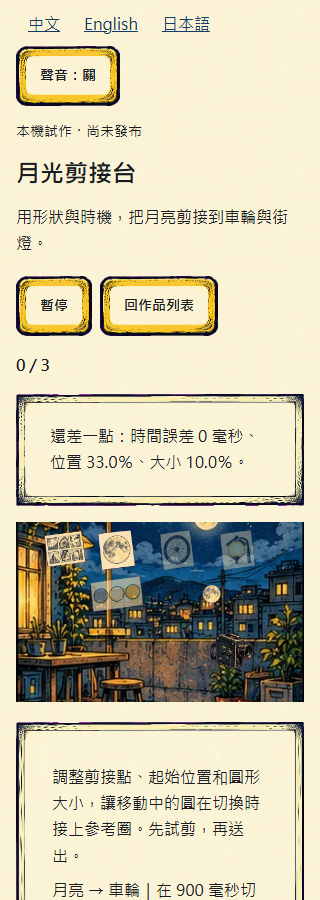 中文 English 日本語
聲音：關
本機試作·尚未發布
月光剪接台
用形狀與時機，把月亮剪接到車輪與街
燈。
暫停 回作品列表
0 / 3
還差一點：時間誤差 0 毫秒、
位置 33.0%、大小 10.0%。
調整剪接點、起始位置和圓形
大小，讓移動中的圓在切換時
接上參考圈。先試剪，再送
出。
月亮 → 車輪｜在 900 毫秒切